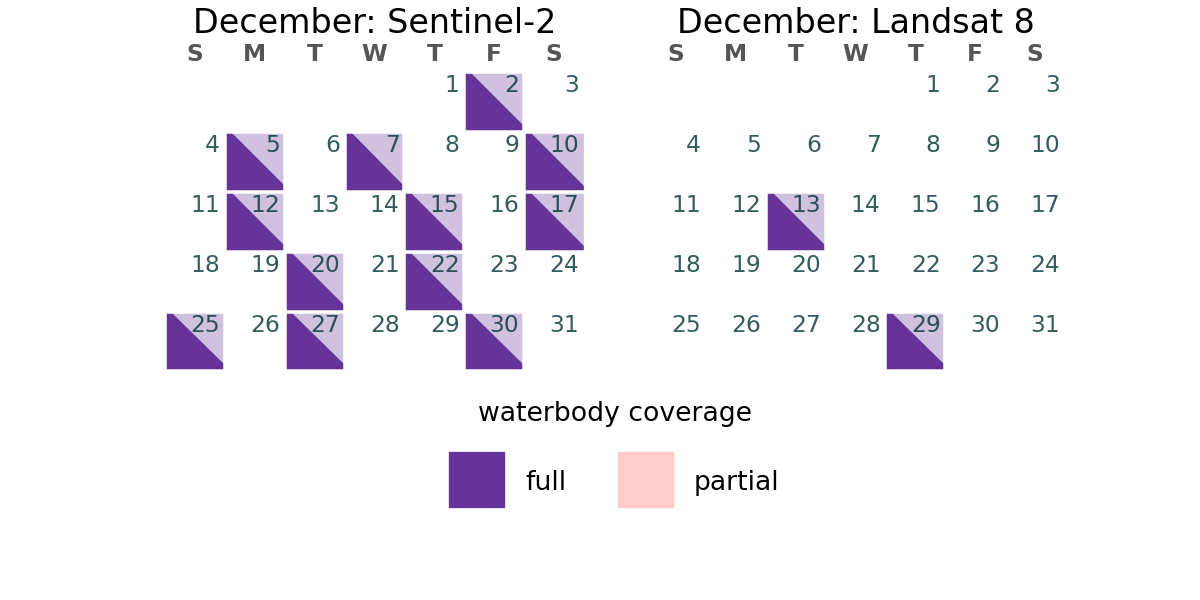 December: Sentinel-2
S M T W T F S
1 2 3
4 5 6 7 8 9 10
11 12 13 14 15 16 17
18 19 20 21 22 23 24
25 26 27 28 29 30 31
December: Landsat 8
S M T W T F S
1 2 3
4 5 6 7 8 9 10
11 12 13 14 15 16 17
18 19 20 21 22 23 24
25 26 27 28 29 30 31
waterbody coverage
full partial